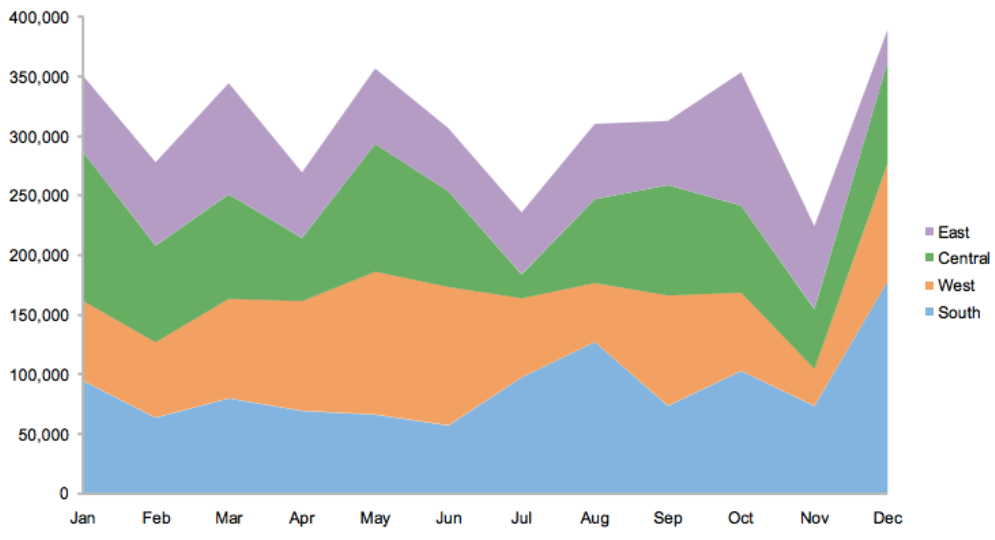 400,000
350,000
300,000
250,000
200,000
150,000
100,000
50,000
0
Jan Feb Mar Apr May Jun Jul Aug Sep Oct Nov Dec
East
Central
West
South